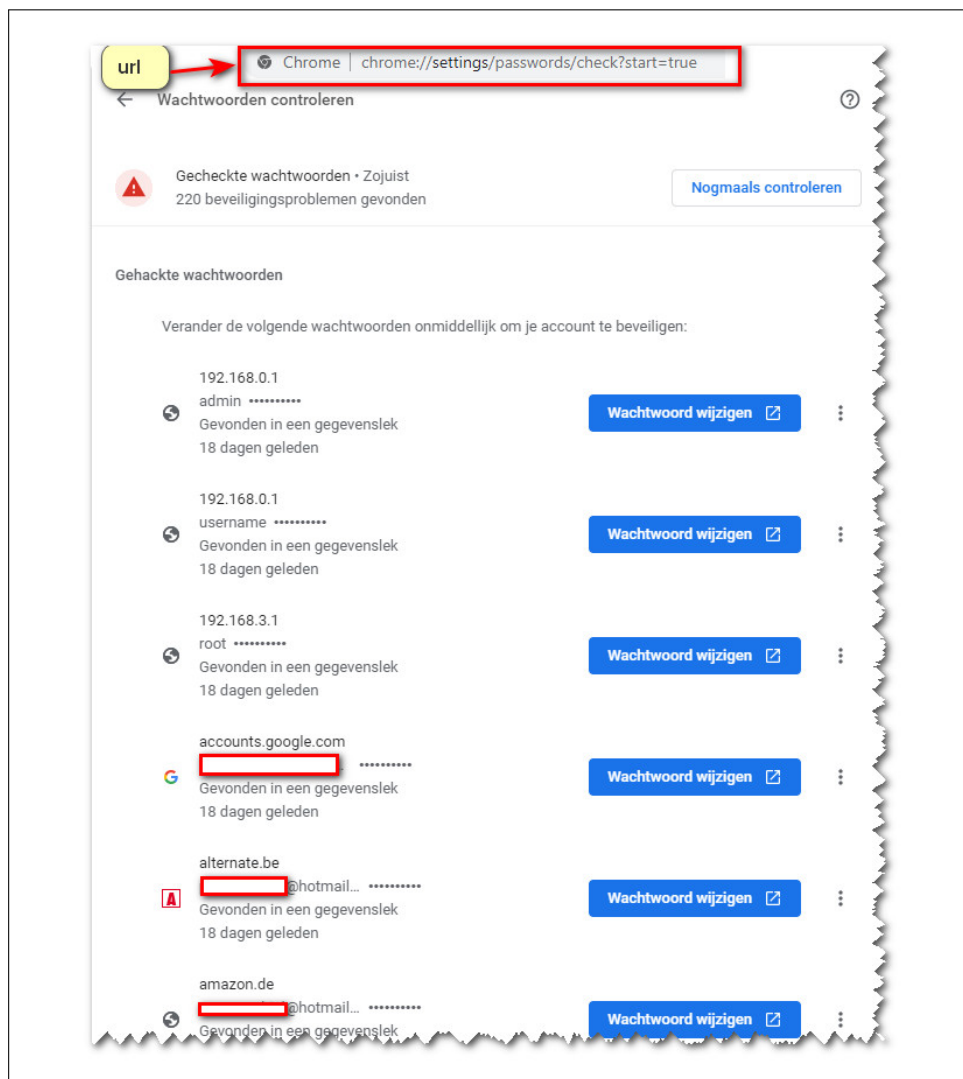 url
Chrome | chrome://settings/passwords/check?start=true
Wachtwoorden controleren
Gecheckte wachtwoorden • Zojuist
220 beveiligingsproblemen gevonden
Nogmaals controleren
Gehackte wachtwoorden
Verander de volgende wachtwoorden onmiddellijk om je account te beveiligen:
192.168.0.1
admin ••••••••••
Gevonden in een gegevenslek
18 dagen geleden
Wachtwoord wijzigen
192.168.0.1
username ••••••••••
Gevonden in een gegevenslek
18 dagen geleden
Wachtwoord wijzigen
192.168.3.1
root ••••••••••
Gevonden in een gegevenslek
18 dagen geleden
Wachtwoord wijzigen
accounts.google.com
••••••••••
Gevonden in een gegevenslek
18 dagen geleden
Wachtwoord wijzigen
alternate.be
@hotmail... ••••••••••
Gevonden in een gegevenslek
18 dagen geleden
Wachtwoord wijzigen
amazon.de
@hotmail... ••••••••••
Gevonden in een gegevenslek
Wachtwoord wijzigen